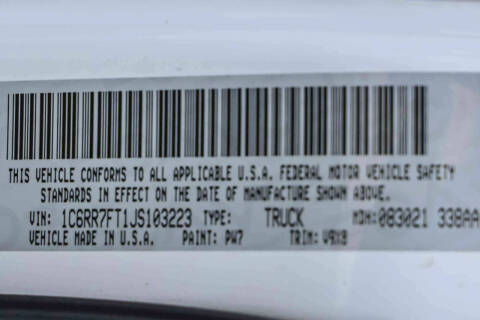 THIS VEHICLE CONFORMS TO ALL APPLICABLE U.S.A. FEDERAL MOTOR VEHICLE SAFETY
STANDARDS IN EFFECT ON THE DATE OF MANUFACTURE SHOWN ABOVE.
VIN: 1C6RR7FT1JS103223 TYPE: TRUCK MDH: 083021 338AA
VEHICLE MADE IN U.S.A. PAINT: PW7 TRIM: V9X8